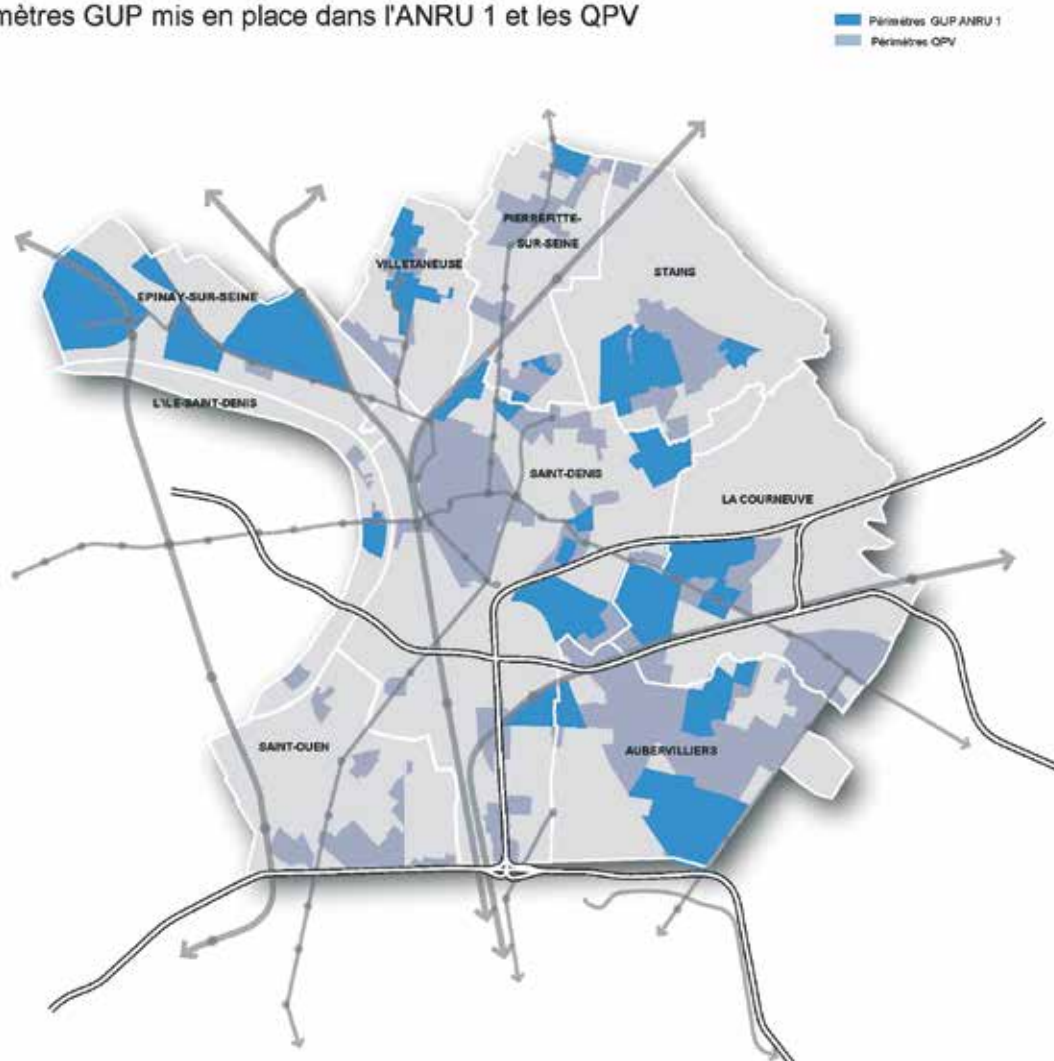 mètres GUP mis en place dans l'ANRU 1 et les QPV
Périmètres GUP ANRU 1
Périmètres QPV
PIERREFITTE-
SUR-SEINE
VILLETANEUSE
STAINS
EPINAY-SUR-SEINE
L'ILE-SAINT-DENIS
SAINT-DENIS
LA COURNEUVE
SAINT-OUEN
AUBERVILLIERS